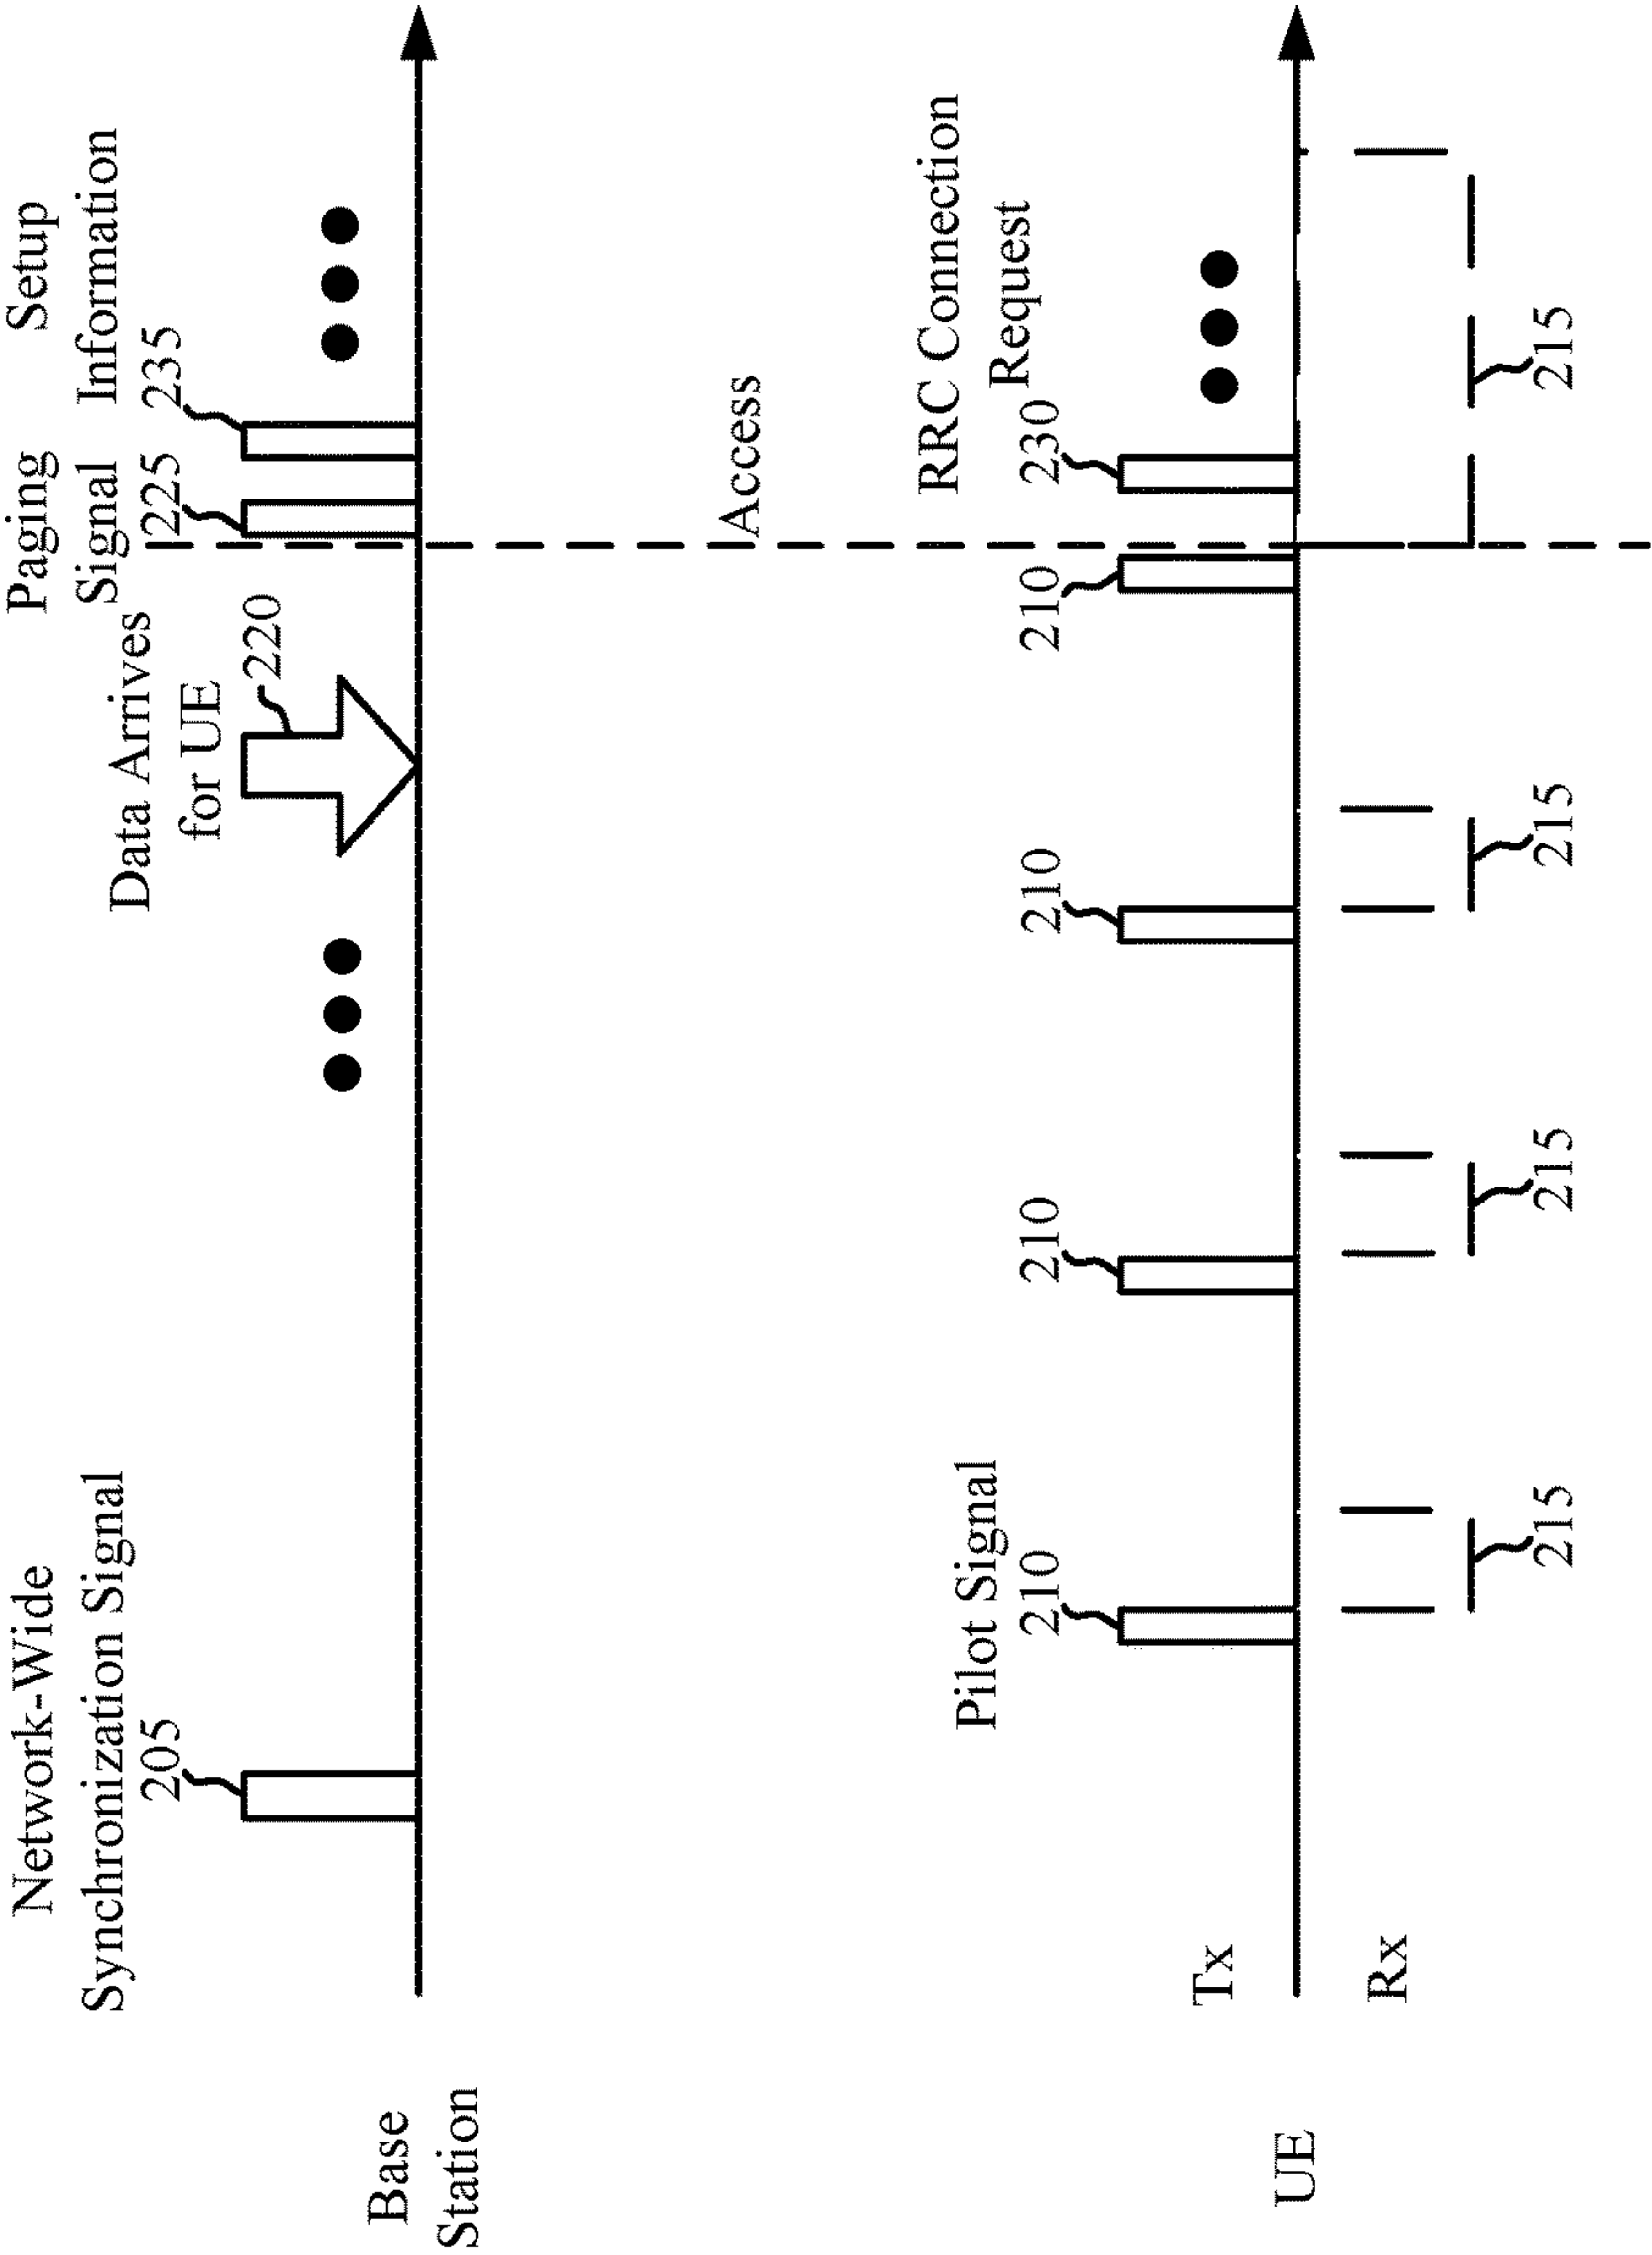 Network-Wide
Synchronization Signal
205
Data Arrives
for UE
220
Paging
Signal
225
Setup
Information
235
Base
Station
Access
Pilot Signal
210
210
210
210
RRC Connection
Request
230
Tx
UE
Rx
215
215
215
215